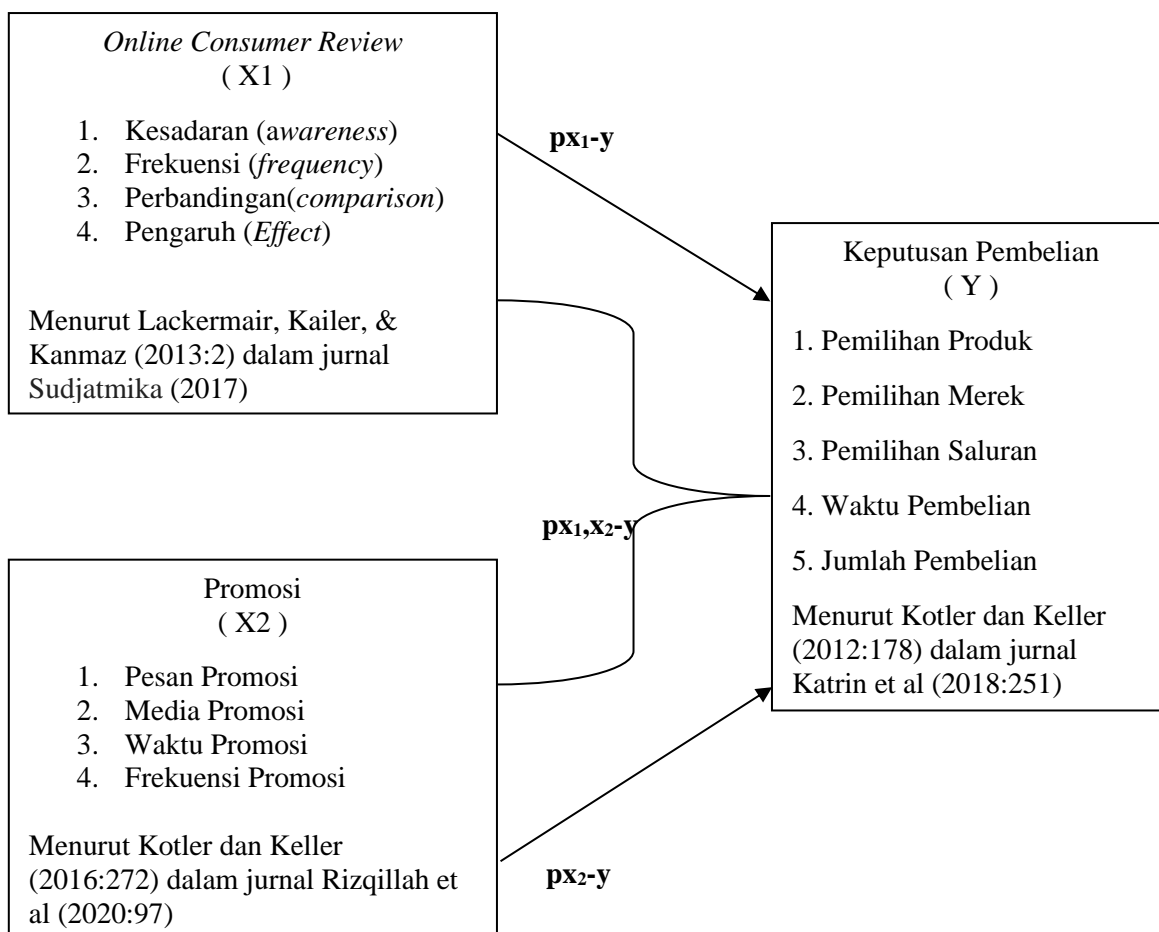 Online Consumer Review
( X1 )
1. Kesadaran (awareness)
2. Frekuensi (frequency)
3. Perbandingan(comparison)
4. Pengaruh (Effect)
Menurut Lackermair, Kailer, &
Kanmaz (2013:2) dalam jurnal
Sudjatmika (2017)
px₁-y
Keputusan Pembelian
( Y )
1. Pemilihan Produk
2. Pemilihan Merek
3. Pemilihan Saluran
4. Waktu Pembelian
5. Jumlah Pembelian
Menurut Kotler dan Keller
(2012:178) dalam jurnal
Katrin et al (2018:251)
px₁,x₂-y
Promosi
( X2 )
1. Pesan Promosi
2. Media Promosi
3. Waktu Promosi
4. Frekuensi Promosi
Menurut Kotler dan Keller
(2016:272) dalam jurnal Rizqillah et
al (2020:97)
px₂-y